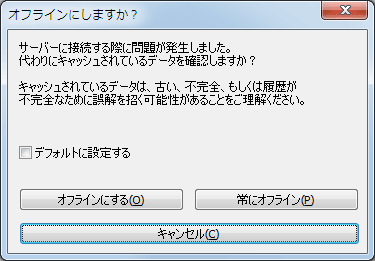 オフラインにしますか？
サーバーに接続する際に問題が発生しました。
代わりにキャッシュされているデータを確認しますか？
キャッシュされているデータは、古い、不完全、もしくは履歴が
不完全なために誤解を招く可能性があることをご理解ください。
デフォルトに設定する
オフラインにする(O)
常にオフライン(P)
キャンセル(C)